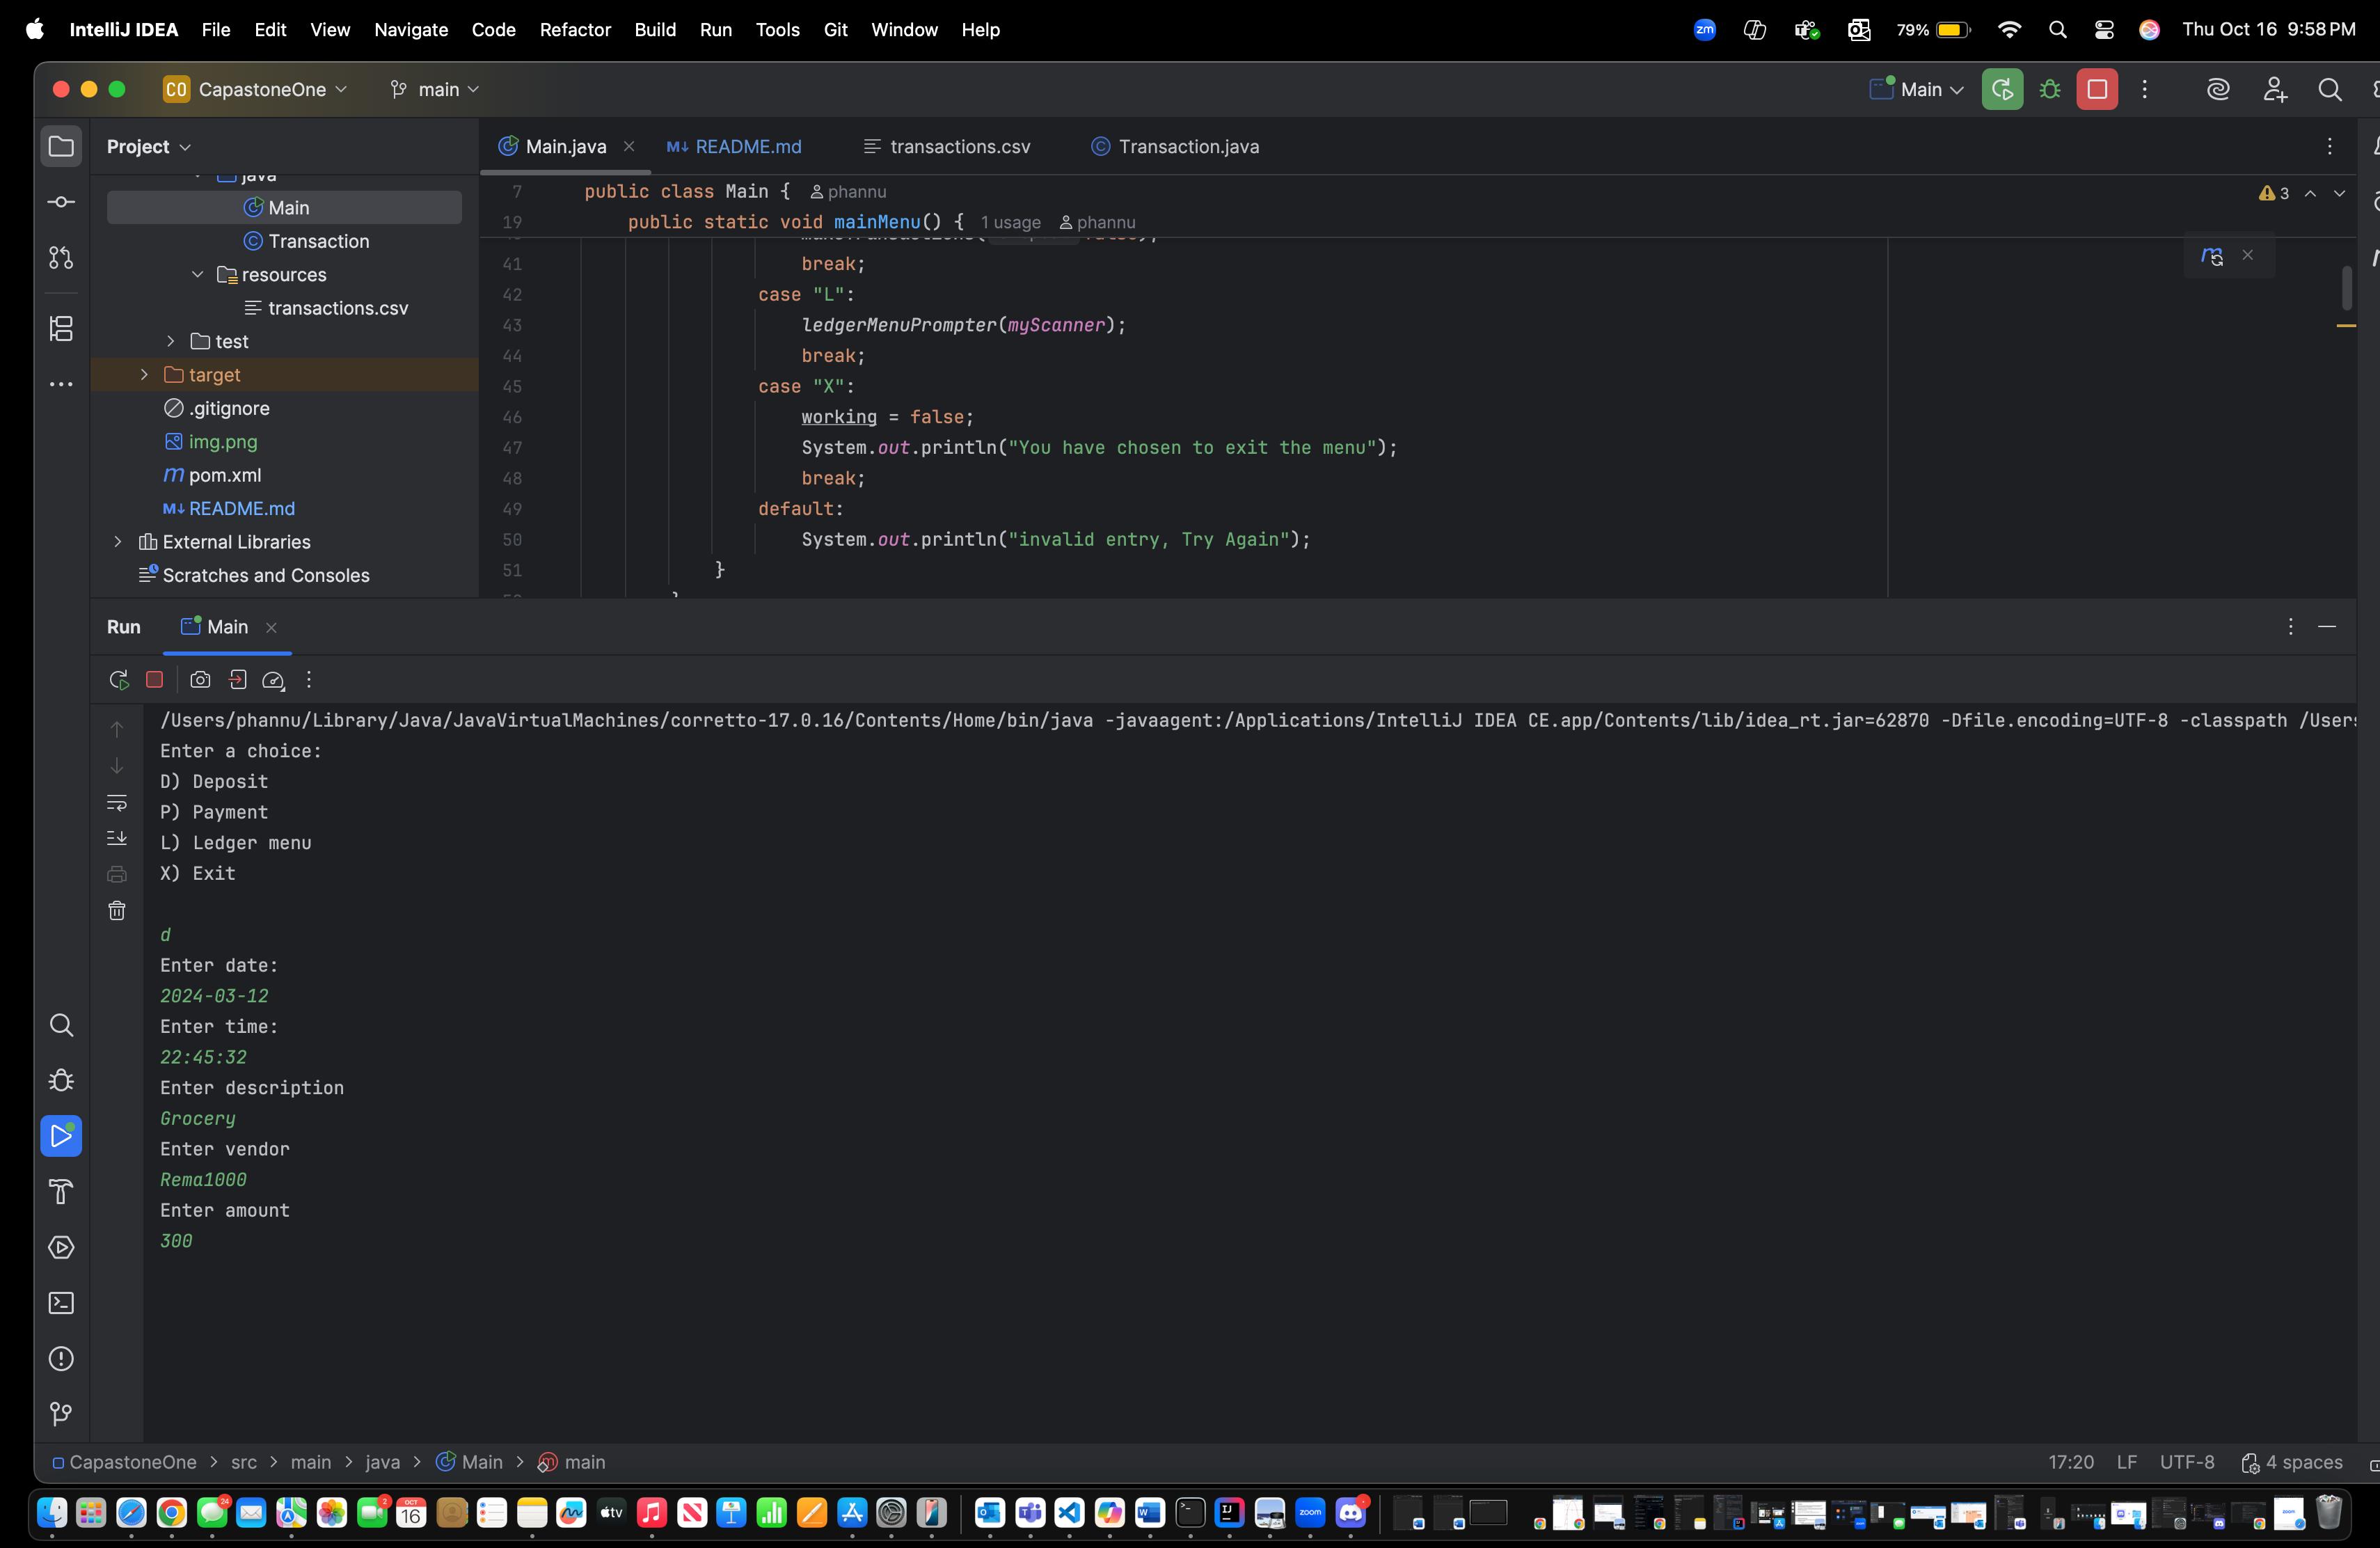 IntelliJ IDEA File Edit View Navigate Code Refactor Build Run Tools Git Window Help zm 79% Thu Oct 16 9:58 PM
CO CapastoneOne main Main
Project Main.java M↓ README.md transactions.csv Transaction.java
java
Main
Transaction
resources
transactions.csv
test
target
.gitignore
img.png
m pom.xml
M↓ README.md
External Libraries
Scratches and Consoles
7 public class Main { phannu
19 public static void mainMenu() { 1 usage phannu
3
41 break;
42 case "L":
43 ledgerMenuPrompter(myScanner);
44 break;
45 case "X":
46 working = false;
47 System.out.println("You have chosen to exit the menu");
48 break;
49 default:
50 System.out.println("invalid entry, Try Again");
51 }
Run Main
/Users/phannu/Library/Java/JavaVirtualMachines/corretto-17.0.16/Contents/Home/bin/java -javaagent:/Applications/IntelliJ IDEA CE.app/Contents/lib/idea_rt.jar=62870 -Dfile.encoding=UTF-8 -classpath /Users
Enter a choice:
D) Deposit
P) Payment
L) Ledger menu
X) Exit
d
Enter date:
2024-03-12
Enter time:
22:45:32
Enter description
Grocery
Enter vendor
Rema1000
Enter amount
300
CapastoneOne > src > main > java > Main > main 17:20 LF UTF-8 4 spaces
24 2 OCT 16 tv zoom